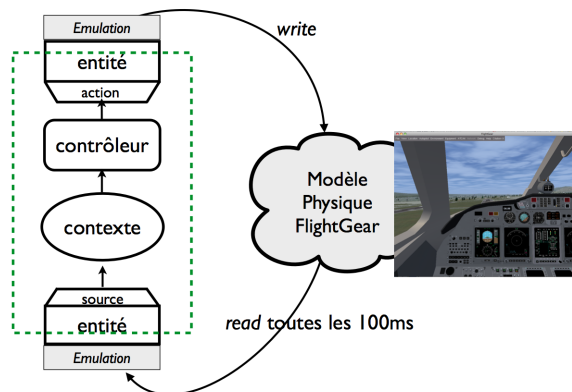 Emulation
entité
action
write
contrôleur
contexte
Modèle
Physique
FlightGear
source
entité
Emulation
read toutes les 100ms